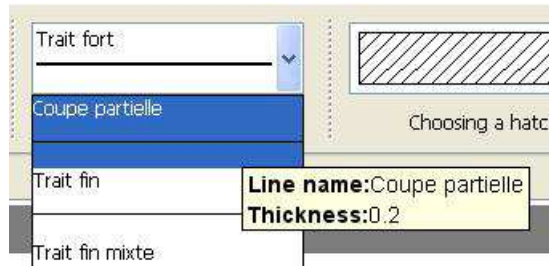 Trait fort
Coupe partielle
Choosing a hatc
Trait fin
Line name:Coupe partielle
Thickness:0.2
Trait fin mixte